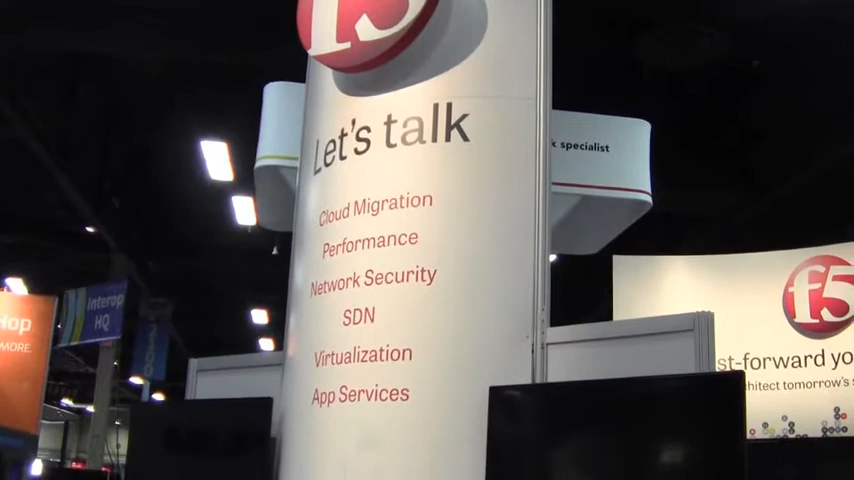 f5
Let's talk
Cloud Migration
Performance
Network Security
SDN
Virtualization
App Services
specialist
Interop
HQ
Hop
MORE.
f5
st-forward yo
architect tomorrow's